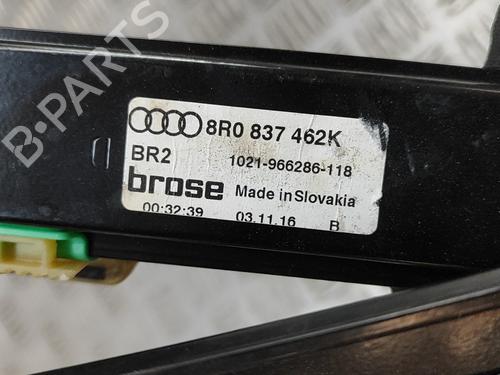 B-PARTS
8R0 837 462K
BR2 1021-966286-118
brose Made in Slovakia
00:32:39 03.11.16 R